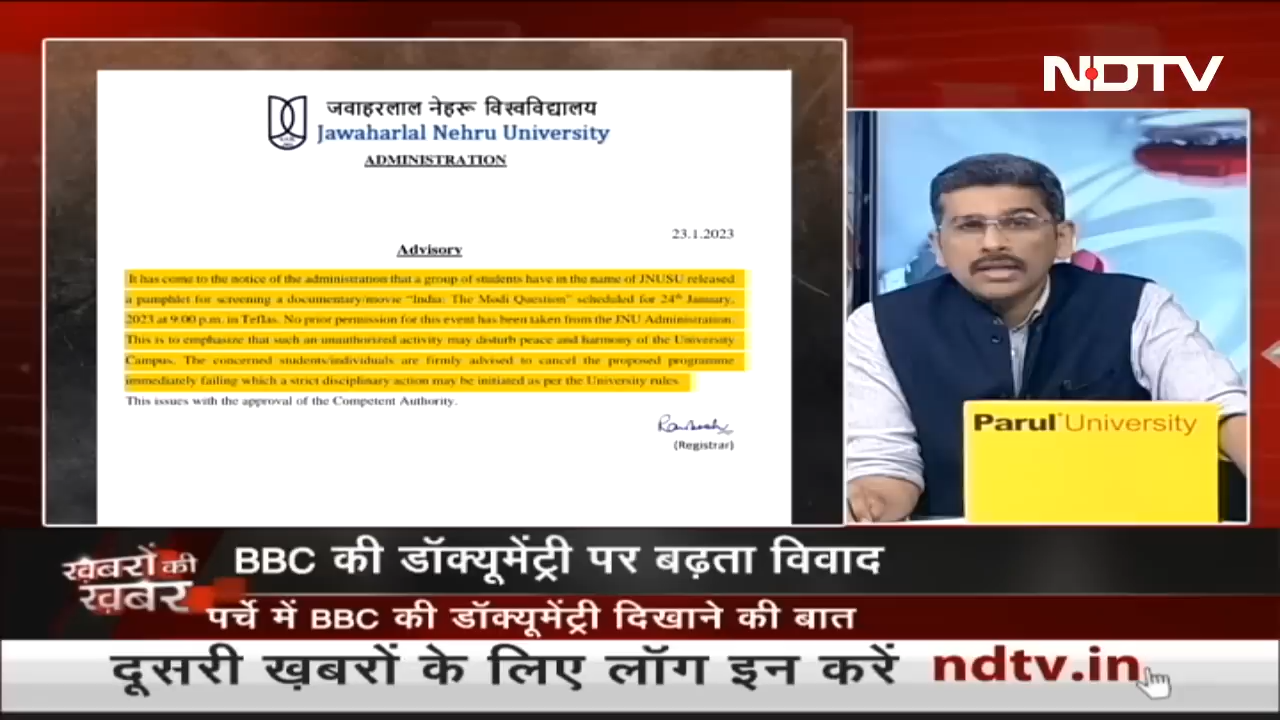 NDTV
जवाहरलाल नेहरू विश्वविद्यालय
Jawaharlal Nehru University
ADMINISTRATION
23.1.2023
Advisory
It has come to the notice of the administration that a group of students have in the name of JNUSU released
a pamphlet for screening a documentary/movie “India: The Modi Question” scheduled for 24th January,
2023 at 9:00 p.m. in Teflas. No prior permission for this event has been taken from the JNU Administration.
This is to emphasize that such an unauthorized activity may disturb peace and harmony of the University
Campus. The concerned students/individuals are firmly advised to cancel the proposed programme
immediately failing which a strict disciplinary action may be initiated as per the University rules.
This issues with the approval of the Competent Authority.
(Registrar)
Parul University
ख़बरों की
ख़बर
BBC की डॉक्यूमेंट्री पर बढ़ता विवाद
पर्चे में BBC की डॉक्यूमेंट्री दिखाने की बात
दूसरी ख़बरों के लिए लॉग इन करें ndtv.in